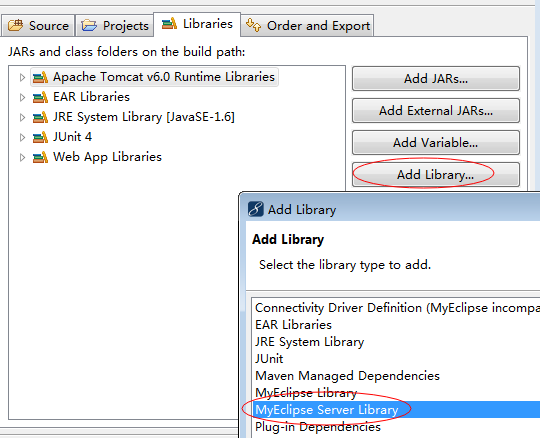 Source Projects Libraries Order and Export
JARs and class folders on the build path:
Apache Tomcat v6.0 Runtime Libraries
EAR Libraries
JRE System Library [JavaSE-1.6]
JUnit 4
Web App Libraries
Add JARs...
Add External JARs...
Add Variable...
Add Library...
Add Library
Add Library
Select the library type to add.
Connectivity Driver Definition (MyEclipse incompa
EAR Libraries
JRE System Library
JUnit
Maven Managed Dependencies
MyEclipse Library
MyEclipse Server Library
Plug-in Dependencies